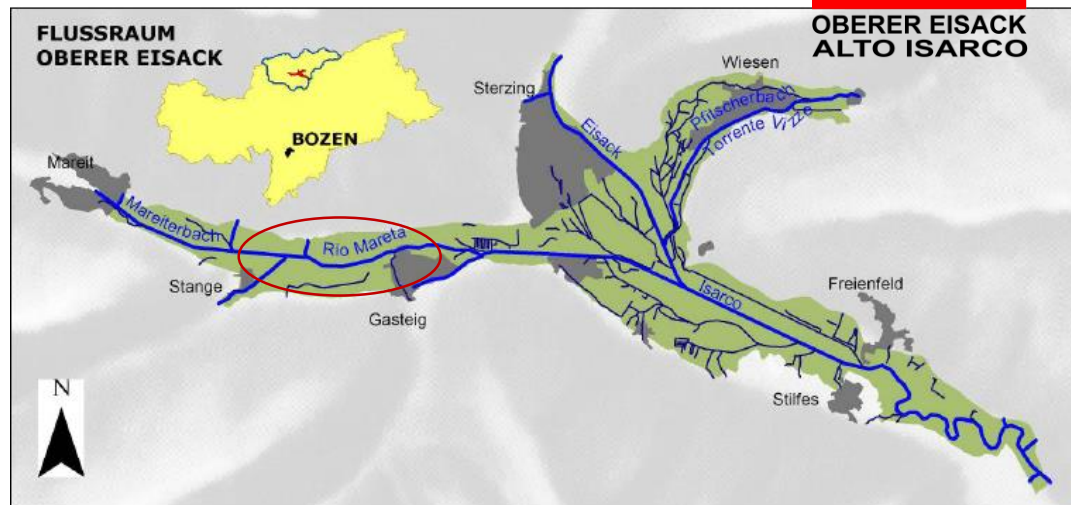 FLUSSRAUM
OBERER EISACK
BOZEN
OBERER EISACK
ALTO ISARCO
Wiesen
Sterzing
Pfitscherbach
Torrente Vizze
Eisack
Mareit
Mareiterbach
Rio Mareta
Stange
Gasteig
Isarco
Freienfeld
Stilfes
N